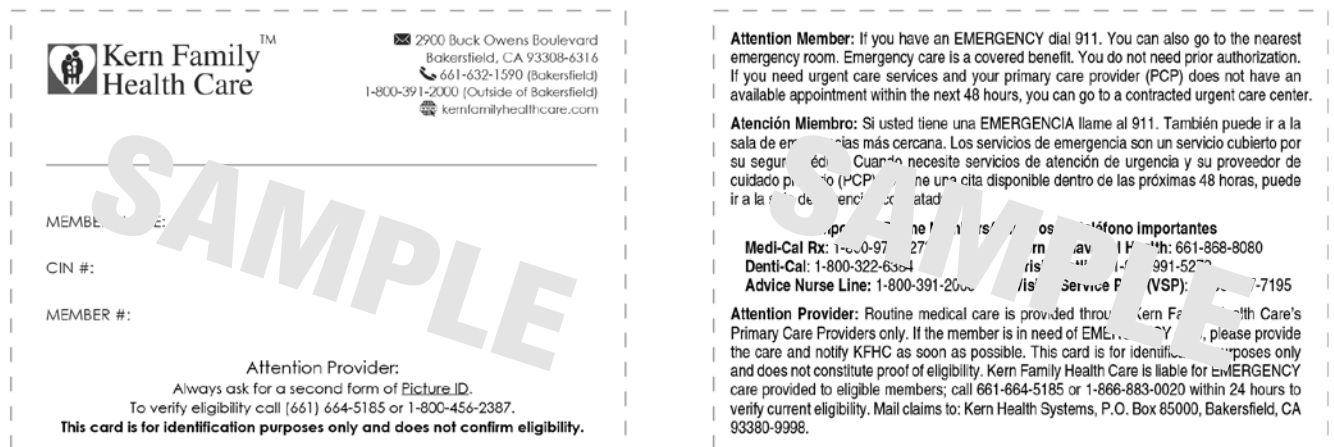 Kern Family™
Health Care
2900 Buck Owens Boulevard
Bakersfield, CA 93308-6316
661-632-1590 (Bakersfield)
1-800-391-2000 (Outside of Bakersfield)
kernfamilyhealthcare.com
SAMPLE
CIN #:
MEMBER #:
Attention Provider:
Always ask for a second form of Picture ID.
To verify eligibility call (661) 664-5185 or 1-800-456-2387.
This card is for identification purposes only and does not confirm eligibility.
Attention Member: If you have an EMERGENCY dial 911. You can also go to the nearest
emergency room. Emergency care is a covered benefit. You do not need prior authorization.
If you need urgent care services and your primary care provider (PCP) does not have an
available appointment within the next 48 hours, you can go to a contracted urgent care center.
Atención Miembro: Si usted tiene una EMERGENCIA llame al 911. También puede ir a la
sala de más cercana. Los servicios de emergencia son un servicio cubierto por
su Cuando necesite servicios de atención de urgencia y su proveedor de
cuidado (PCP) una cita disponible dentro de las próximas 48 horas, puede
ir a la
importantes
Medi-Cal Rx: Health: 661-868-8080
Denti-Cal: 1-800-322-6384
Advice Nurse Line: Service (VSP):
SAMPLE
Attention Provider: Routine medical care is provided Kern Care's
Primary Care Providers only. If the member is in need of please provide
the care and notify KFHC as soon as possible. This card is for only
and does not constitute proof of eligibility. Kern Family Health Care is liable for EMERGENCY
care provided to eligible members; call 661-664-5185 or 1-866-883-0020 within 24 hours to
verify current eligibility. Mail claims to: Kern Health Systems, P.O. Box 85000, Bakersfield, CA
93380-9998.